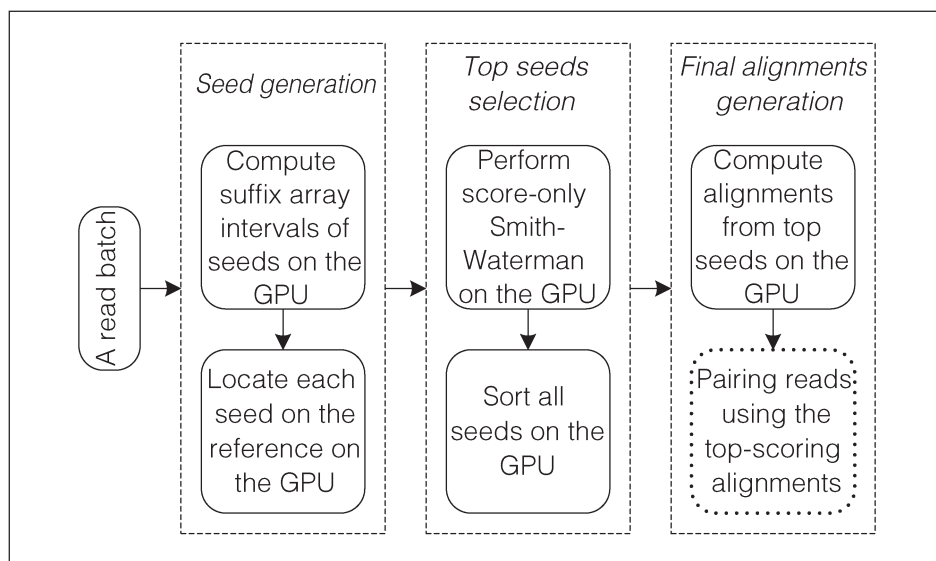 A read batch
Seed generation
Compute
suffix array
intervals of
seeds on the
GPU
Locate each
seed on the
reference on
the GPU
Top seeds
selection
Perform
score-only
Smith-
Waterman
on the GPU
Sort all
seeds on the
GPU
Final alignments
generation
Compute
alignments
from top
seeds on the
GPU
Pairing reads
using the
top-scoring
alignments